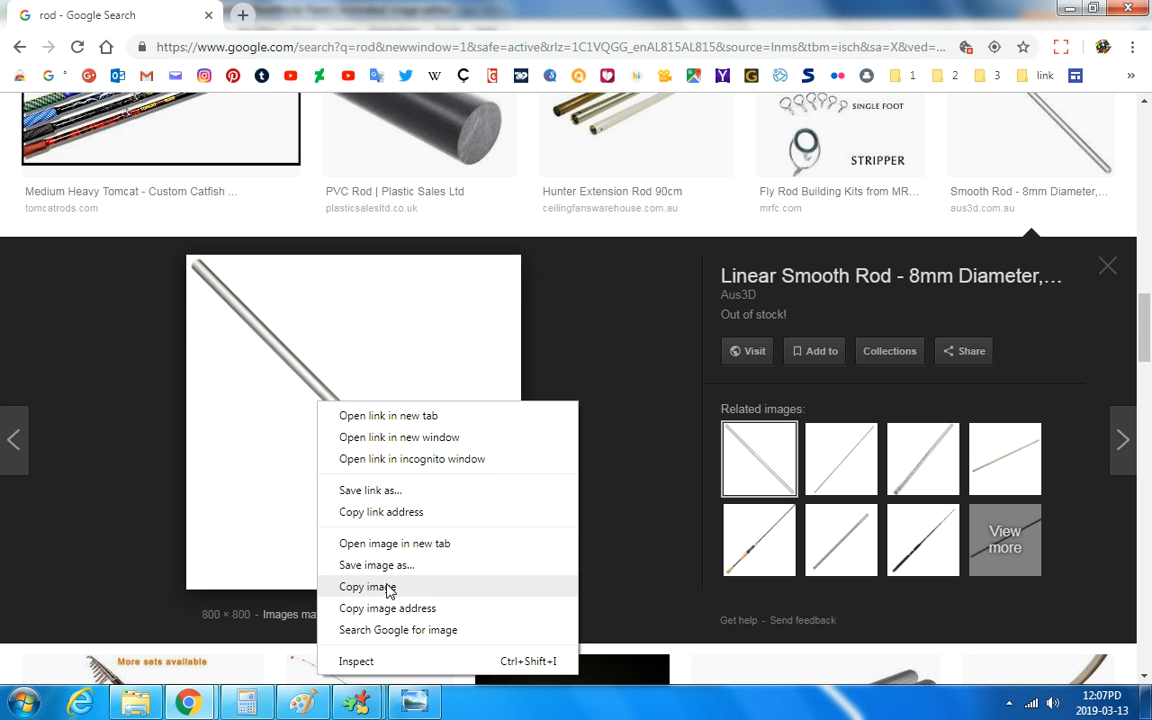 rod - Google Search
https://www.google.com/search?q=rod&newwindow=1&safe=active&rlz=1C1VQGG_enAL815AL815&source=lnms&tbm=isch&sa=X&ved=...
1 2 3 link »
SINGLE FOOT
STRIPPER
Medium Heavy Tomcat - Custom Catfish ...
tomcatrods.com
PVC Rod | Plastic Sales Ltd
plasticsalesltd.co.uk
Hunter Extension Rod 90cm
ceilingfanswarehouse.com.au
Fly Rod Building Kits from MR...
mrfc.com
Smooth Rod - 8mm Diameter,...
aus3d.com.au
Linear Smooth Rod - 8mm Diameter,...
Aus3D
Out of stock!
Visit
Add to
Collections
Share
Related images:
View more
Get help - Send feedback
Open link in new tab
Open link in new window
Open link in incognito window
Save link as...
Copy link address
Open image in new tab
Save image as...
Copy image
Copy image address
Search Google for image
Inspect Ctrl+Shift+I
800 × 800 - Images ma
More sets available
12:07PD
2019-03-13